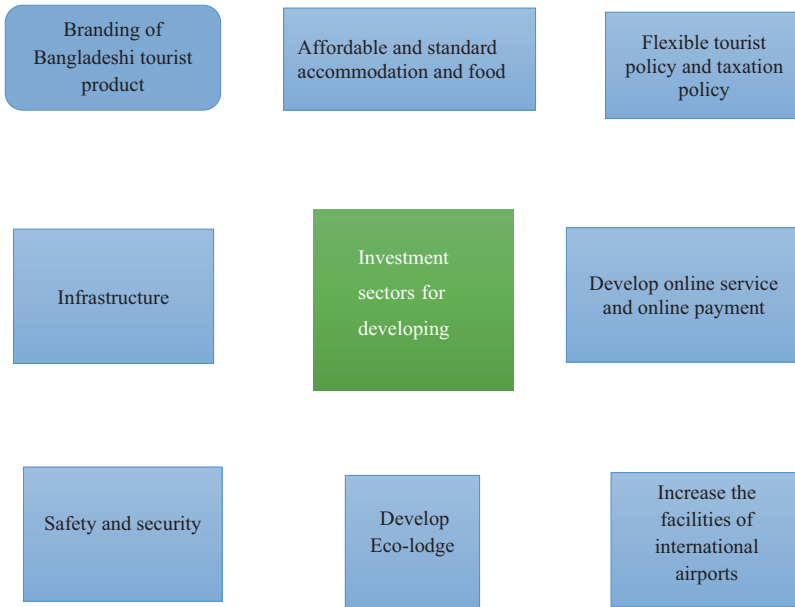 Branding of
Bangladeshi tourist
product
Affordable and standard
accommodation and food
Flexible tourist
policy and taxation
policy
Infrastructure
Investment
sectors for
developing
Develop online service
and online payment
Safety and security
Develop
Eco-lodge
Increase the
facilities of
international
airports